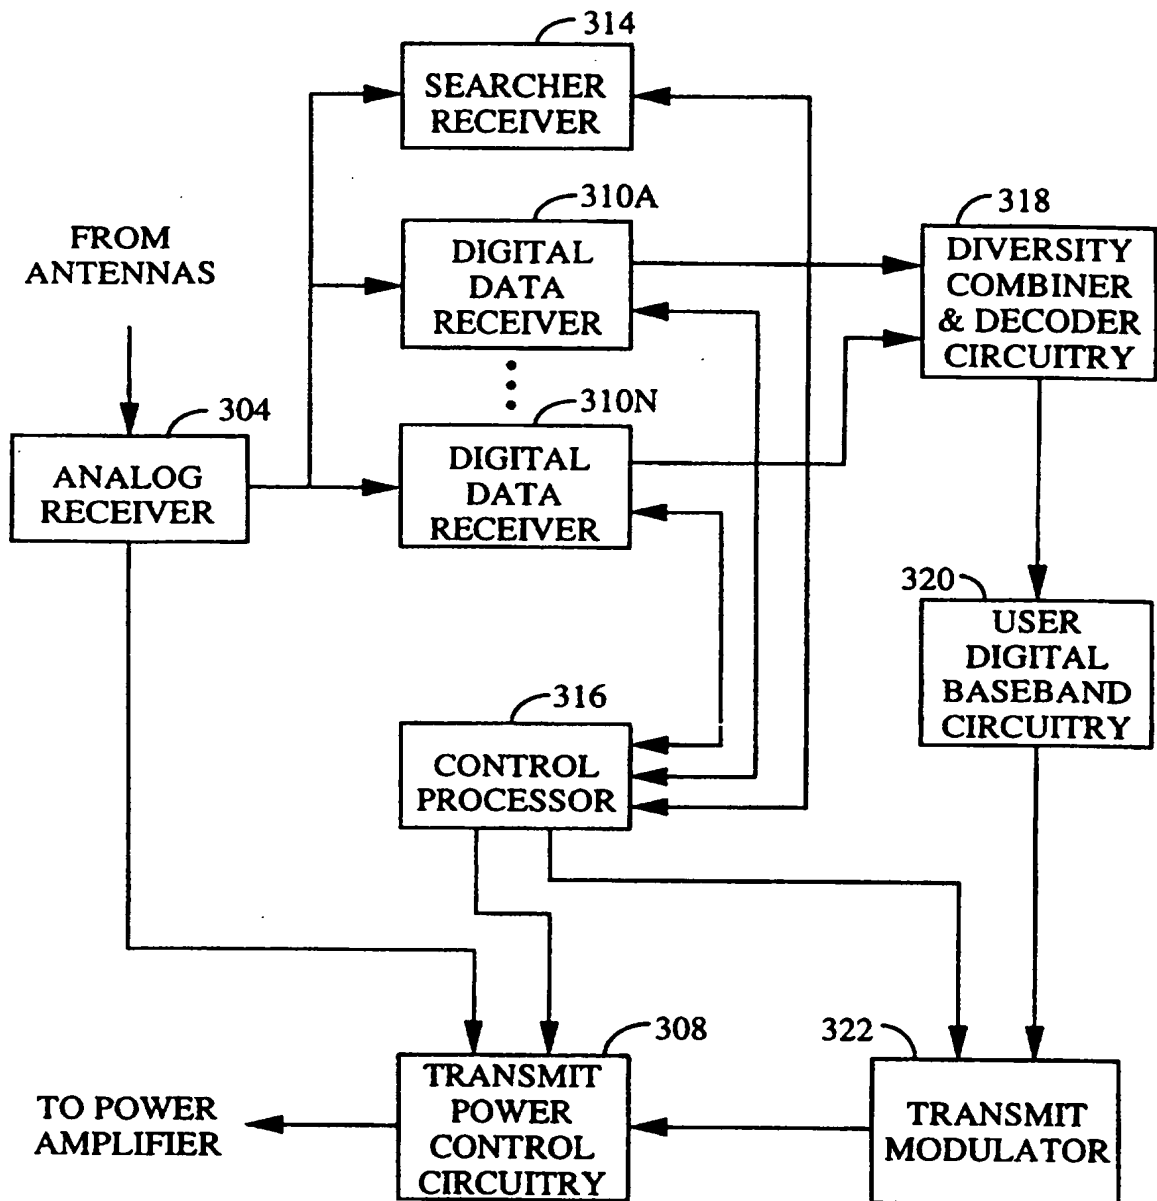 314
SEARCHER
RECEIVER
310A
DIGITAL
DATA
RECEIVER
318
DIVERSITY
COMBINER
& DECODER
CIRCUITRY
FROM
ANTENNAS
304
ANALOG
RECEIVER
310N
DIGITAL
DATA
RECEIVER
320
USER
DIGITAL
BASEBAND
CIRCUITRY
316
CONTROL
PROCESSOR
308
TRANSMIT
POWER
CONTROL
CIRCUITRY
322
TRANSMIT
MODULATOR
TO POWER
AMPLIFIER